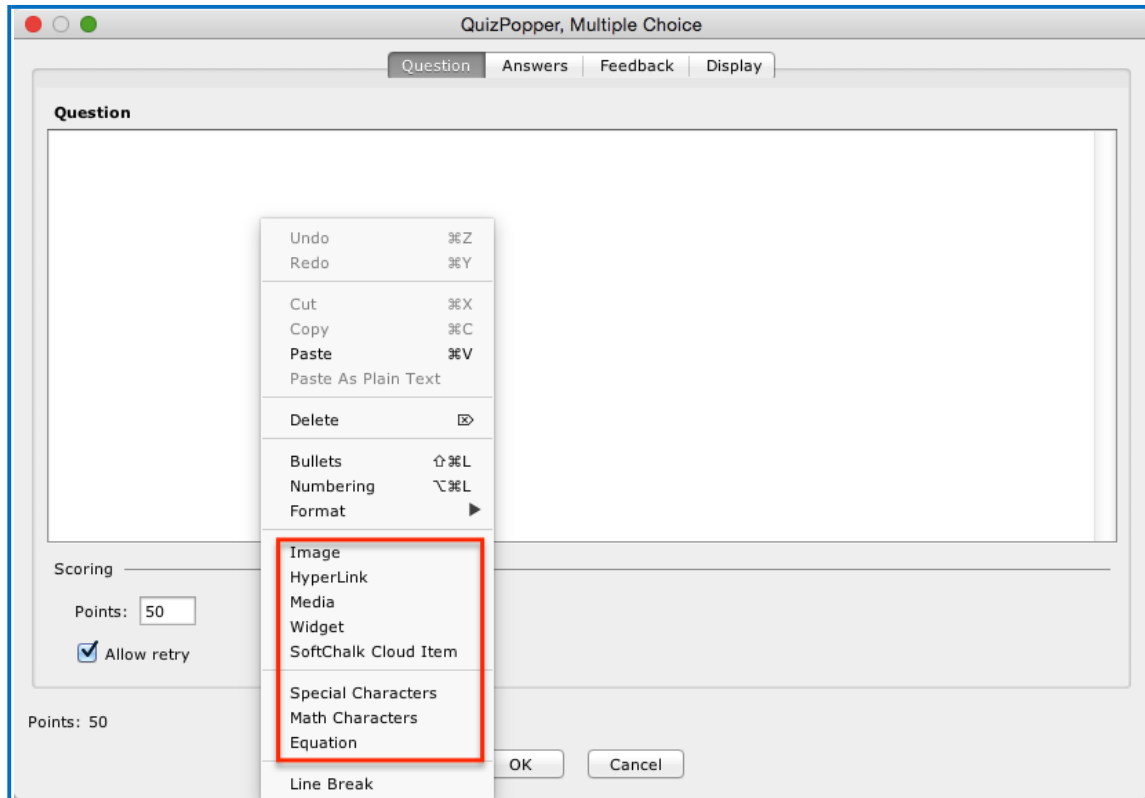 QuizPopper, Multiple Choice
Question Answers Feedback Display
Question
Undo ⌘Z
Redo ⌘Y
Cut ⌘X
Copy ⌘C
Paste ⌘V
Paste As Plain Text
Delete ⌦
Bullets ⇧⌘L
Numbering ⌥⌘L
Format ▶
Image
HyperLink
Media
Widget
SoftChalk Cloud Item
Special Characters
Math Characters
Equation
Line Break
Scoring
Points: 50
Allow retry
Points: 50
OK Cancel